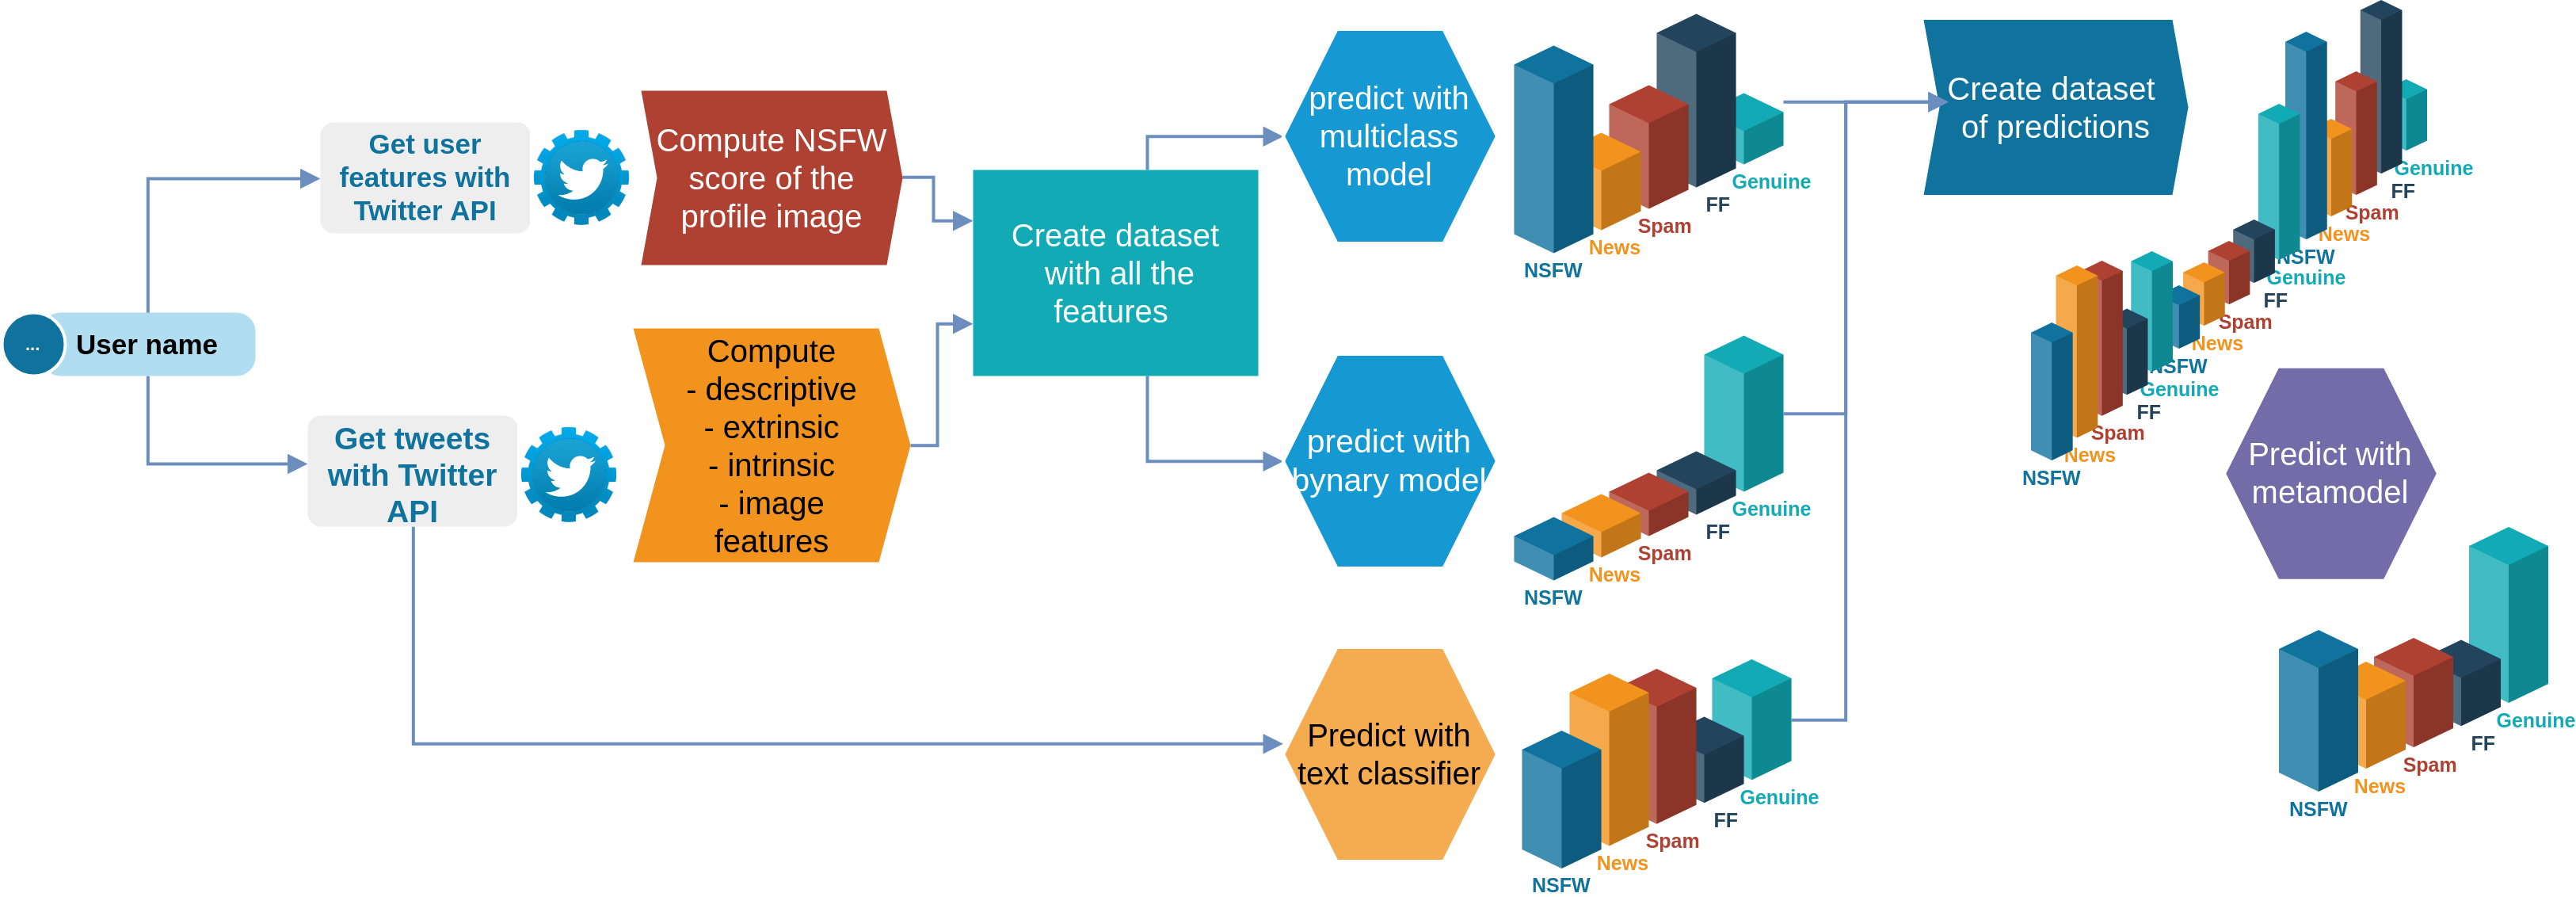 ...
User name
Get user
features with
Twitter API
Get tweets
with Twitter
API
Compute NSFW
score of the
profile image
Compute
- descriptive
- extrinsic
- intrinsic
- image
features
Create dataset
with all the
features
predict with
multiclass
model
NSFW
News
Spam
FF
Genuine
predict with
bynary model
NSFW
News
Spam
FF
Genuine
Predict with
text classifier
NSFW
News
Spam
FF
Genuine
Create dataset
of predictions
NSFW
News
Spam
FF
Genuine
NSFW
News
Spam
FF
Genuine
NSFW
News
Spam
FF
Genuine
Predict with
metamodel
NSFW
News
Spam
FF
Genuine